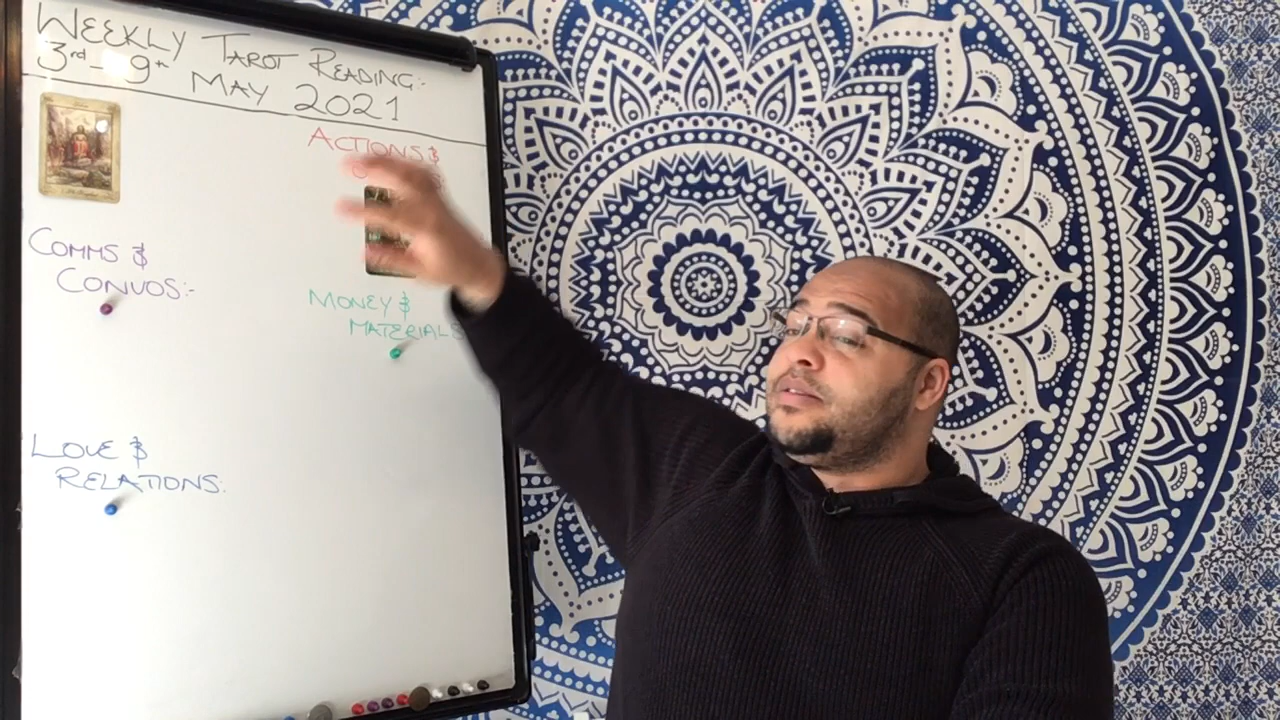 WEEKLY TAROT READING:-
3rd - 9th MAY 2021
ACTIONS &
COMMS &
CONVOS:-
MONEY &
MATERIALS
LOVE &
RELATIONS: